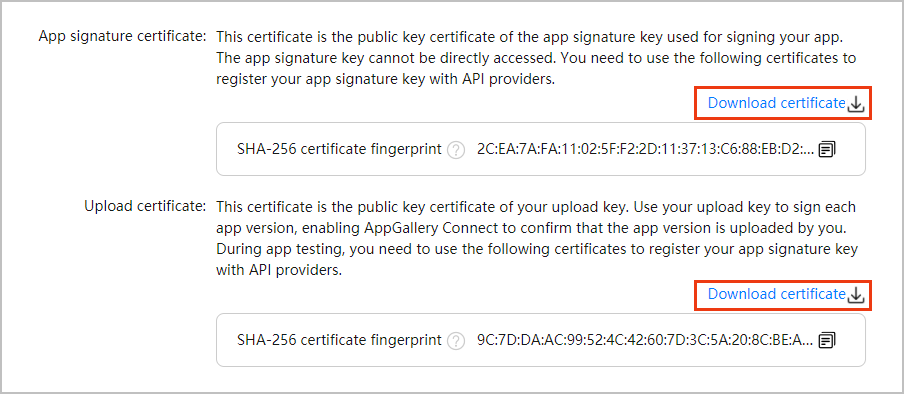 App signature certificate: This certificate is the public key certificate of the app signature key used for signing your app.
The app signature key cannot be directly accessed. You need to use the following certificates to
register your app signature key with API providers.
Download certificate
SHA-256 certificate fingerprint ? 2C:EA:7A:FA:11:02:5F:F2:2D:11:37:13:C6:88:EB:D2:...
Upload certificate: This certificate is the public key certificate of your upload key. Use your upload key to sign each
app version, enabling AppGallery Connect to confirm that the app version is uploaded by you.
During app testing, you need to use the following certificates to register your app signature key
with API providers.
Download certificate
SHA-256 certificate fingerprint ? 9C:7D:DA:AC:99:52:4C:42:60:7D:3C:5A:20:8C:BE:A...